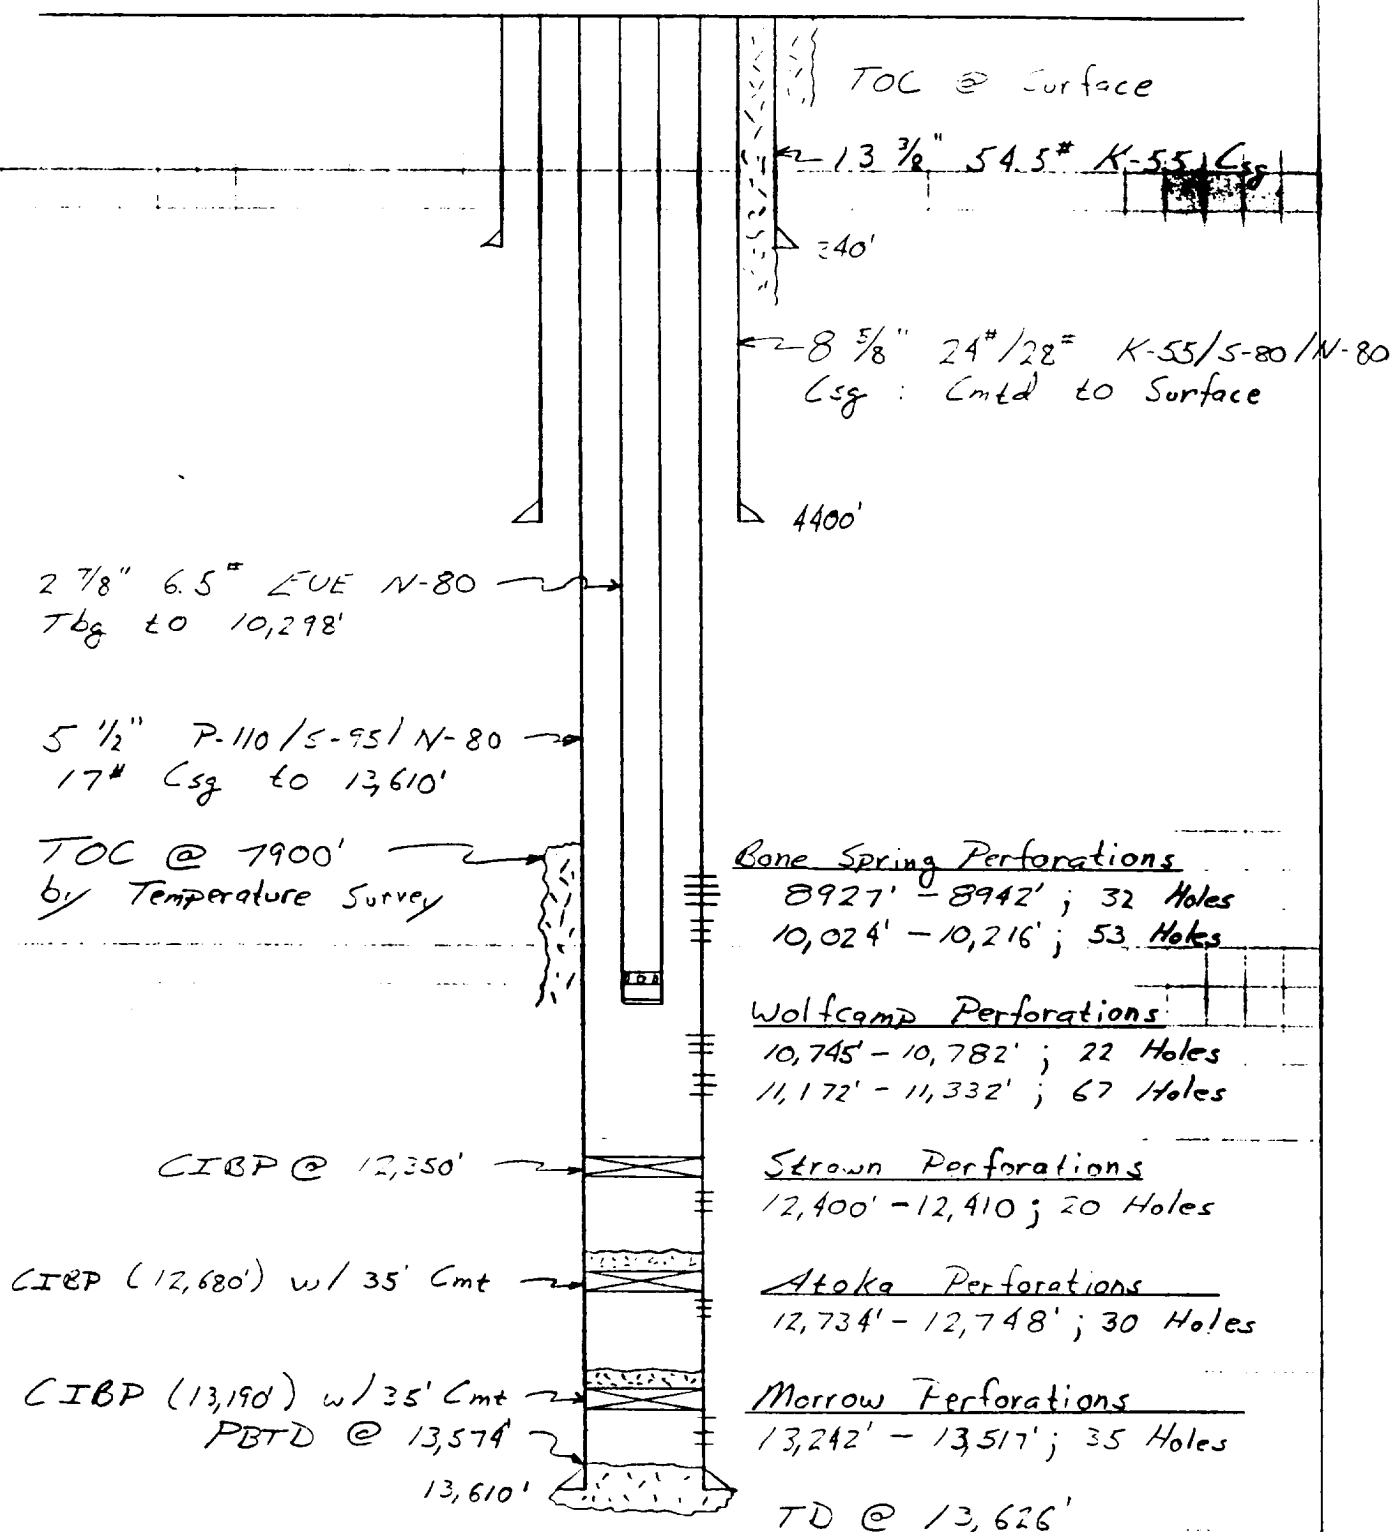 TOC @ Surface
13 3/8" 54.5# K-55 Csg
340'
8 5/8" 24#/28# K-55/S-80/N-80
Csg : Cmtd to Surface
4400'
2 7/8" 6.5# EUE N-80
Tbg to 10,298'
5 1/2" P-110/S-95/N-80
17# Csg to 13,610'
TOC @ 7900'
by Temperature Survey
Bone Spring Perforations
8927' - 8942' ; 32 Holes
10,024' - 10,216' ; 53 Holes
Wolfcamp Perforations
10,745' - 10,782' ; 22 Holes
11,172' - 11,332' ; 67 Holes
CIBP @ 12,350'
Strawn Perforations
12,400' - 12,410 ; 20 Holes
CIBP (12,680') w/ 35' Cmt
Atoka Perforations
12,734' - 12,748' ; 30 Holes
CIBP (13,190') w/ 35' Cmt
Morrow Perforations
13,242' - 13,517' ; 35 Holes
PBTD @ 13,574'
13,610'
TD @ 13,626'